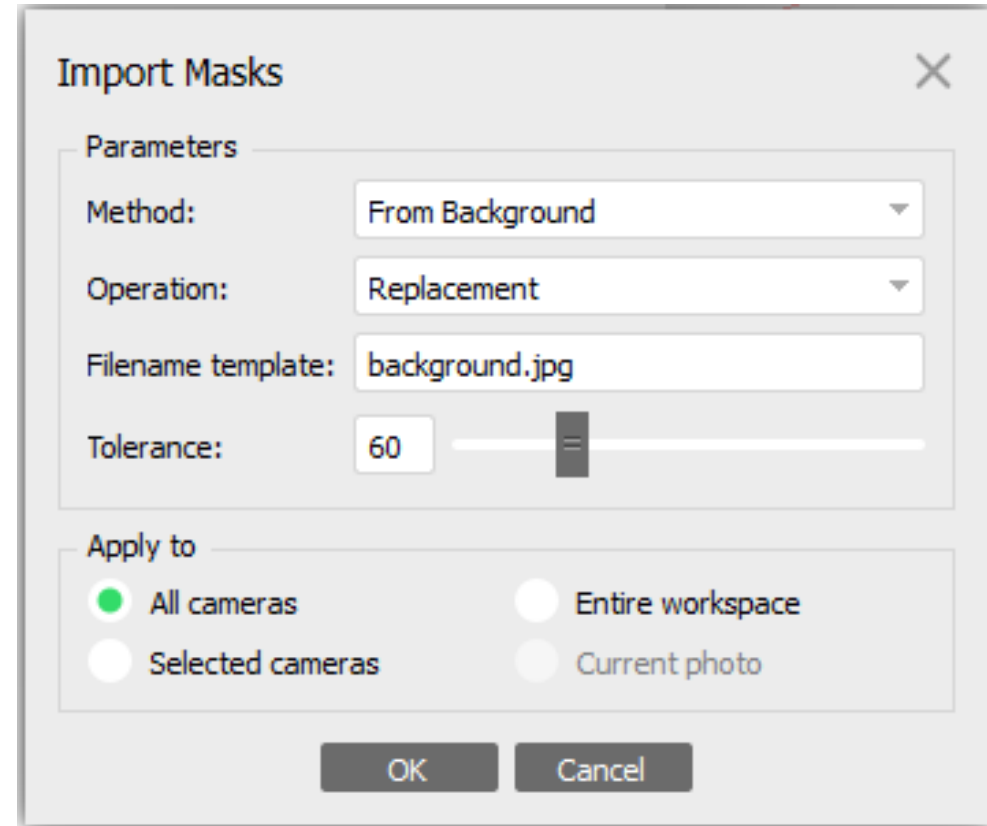 Import Masks
Parameters
Method: From Background
Operation: Replacement
Filename template: background.jpg
Tolerance: 60
Apply to
All cameras Entire workspace
Selected cameras Current photo
OK Cancel